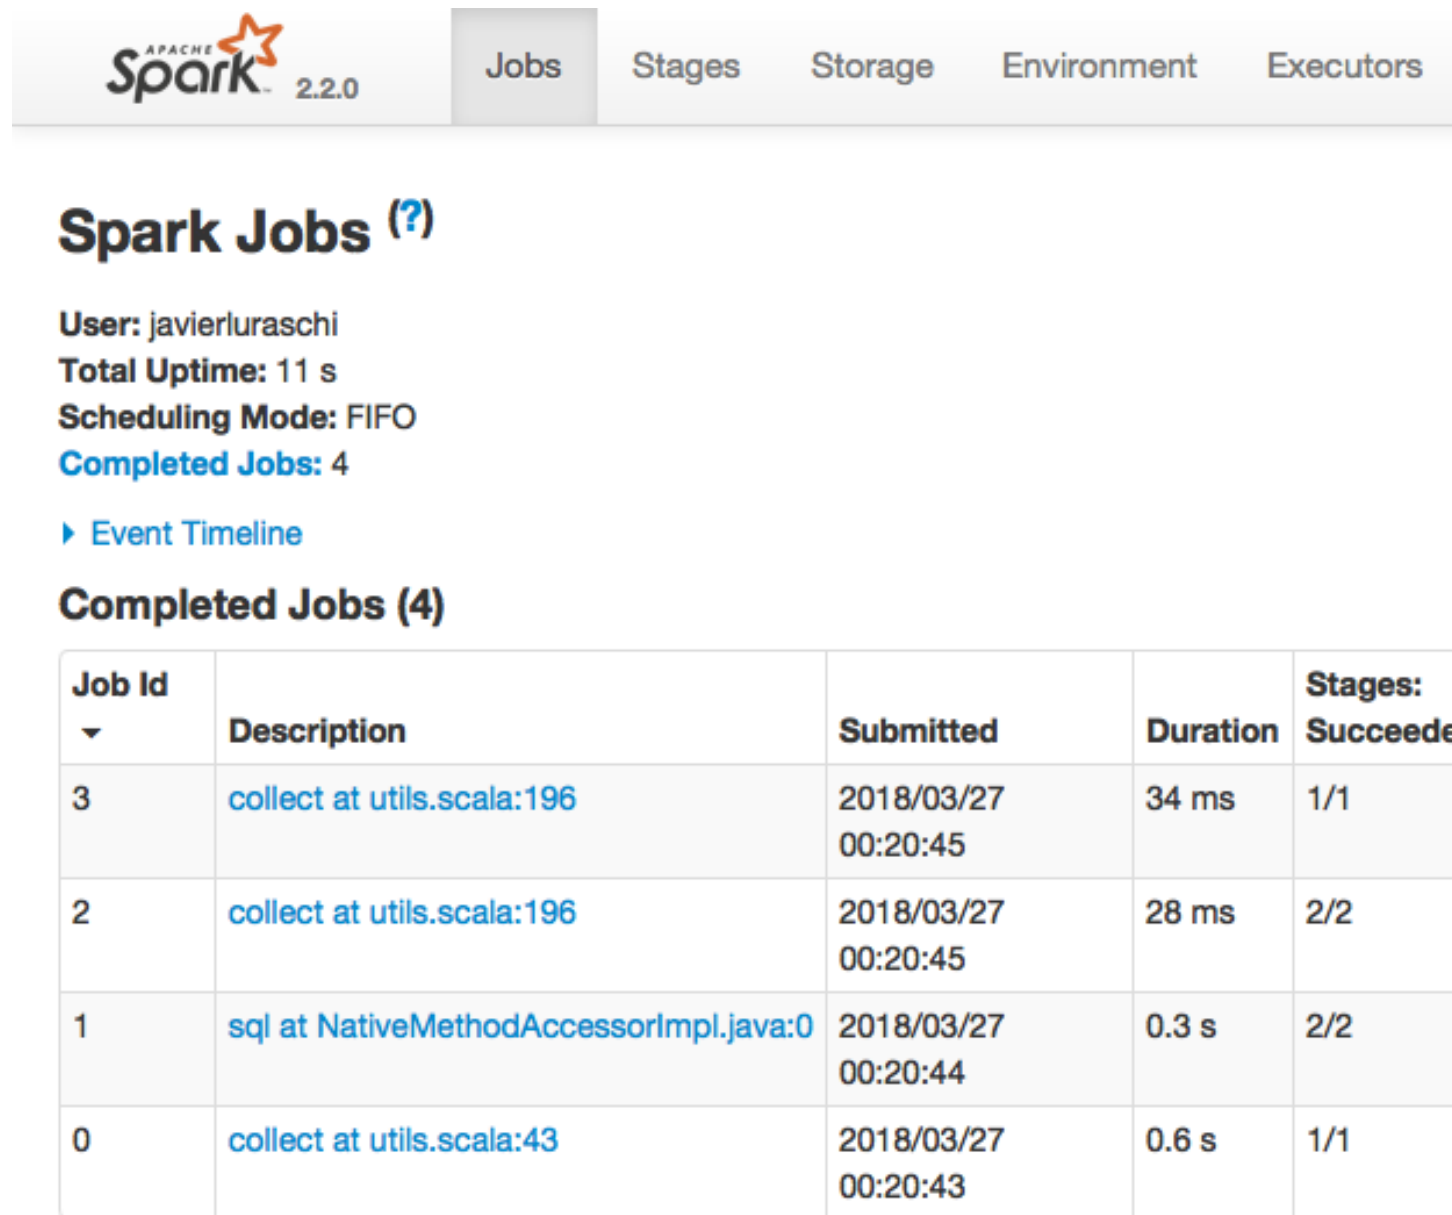 APACHE
Spark 2.2.0 Jobs Stages Storage Environment Executors
Spark Jobs (?)
User: javierluraschi
Total Uptime: 11 s
Scheduling Mode: FIFO
Completed Jobs: 4
Event Timeline
Completed Jobs (4)
Job Id Description Submitted Duration Stages: Succeede
3 collect at utils.scala:196 2018/03/27 00:20:45 34 ms 1/1
2 collect at utils.scala:196 2018/03/27 00:20:45 28 ms 2/2
1 sql at NativeMethodAccessorImpl.java:0 2018/03/27 00:20:44 0.3 s 2/2
0 collect at utils.scala:43 2018/03/27 00:20:43 0.6 s 1/1